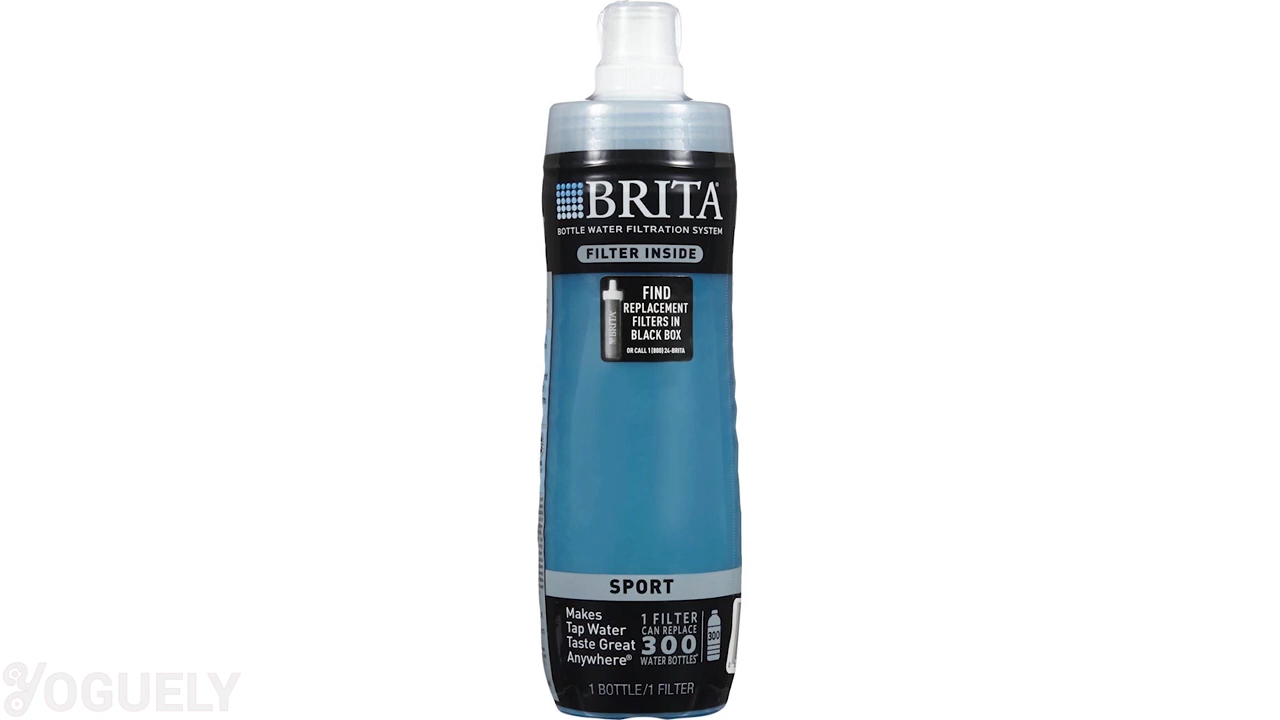 BRITA®
BOTTLE WATER FILTRATION SYSTEM
FILTER INSIDE
FIND
REPLACEMENT
FILTERS IN
BLACK BOX
OR CALL 1 (800) 24-BRITA
BRITA
SPORT
Makes
Tap Water
Taste Great
Anywhere®
1 FILTER
CAN REPLACE
300
WATER BOTTLES*
300
1 BOTTLE/1 FILTER
YOGUELY